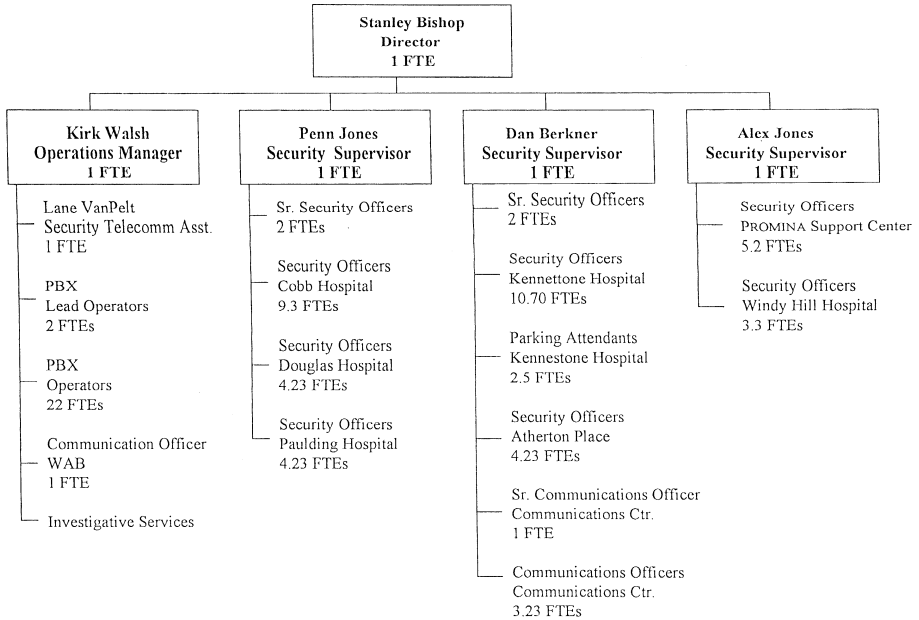 Stanley Bishop
Director
1 FTE
Kirk Walsh
Operations Manager
1 FTE
Lane VanPelt
Security Telecomm Asst.
1 FTE
PBX
Lead Operators
2 FTEs
PBX
Operators
22 FTEs
Communication Officer
WAB
1 FTE
Investigative Services
Penn Jones
Security Supervisor
1 FTE
Sr. Security Officers
2 FTEs
Security Officers
Cobb Hospital
9.3 FTEs
Security Officers
Douglas Hospital
4.23 FTEs
Security Officers
Paulding Hospital
4.23 FTEs
Dan Berkner
Security Supervisor
1 FTE
Sr. Security Officers
2 FTEs
Security Officers
Kennettone Hospital
10.70 FTEs
Parking Attendants
Kennestone Hospital
2.5 FTEs
Security Officers
Atherton Place
4.23 FTEs
Sr. Communications Officer
Communications Ctr.
1 FTE
Communications Officers
Communications Ctr.
3.23 FTEs
Alex Jones
Security Supervisor
1 FTE
Security Officers
PROMINA Support Center
5.2 FTEs
Security Officers
Windy Hill Hospital
3.3 FTEs